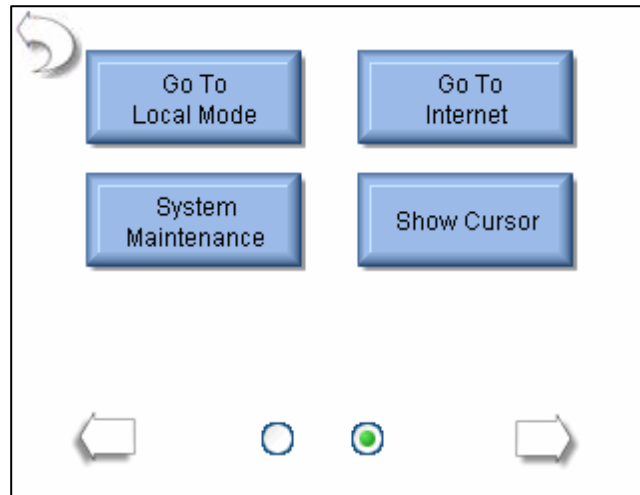 Go To
Local Mode
Go To
Internet
System
Maintenance
Show Cursor